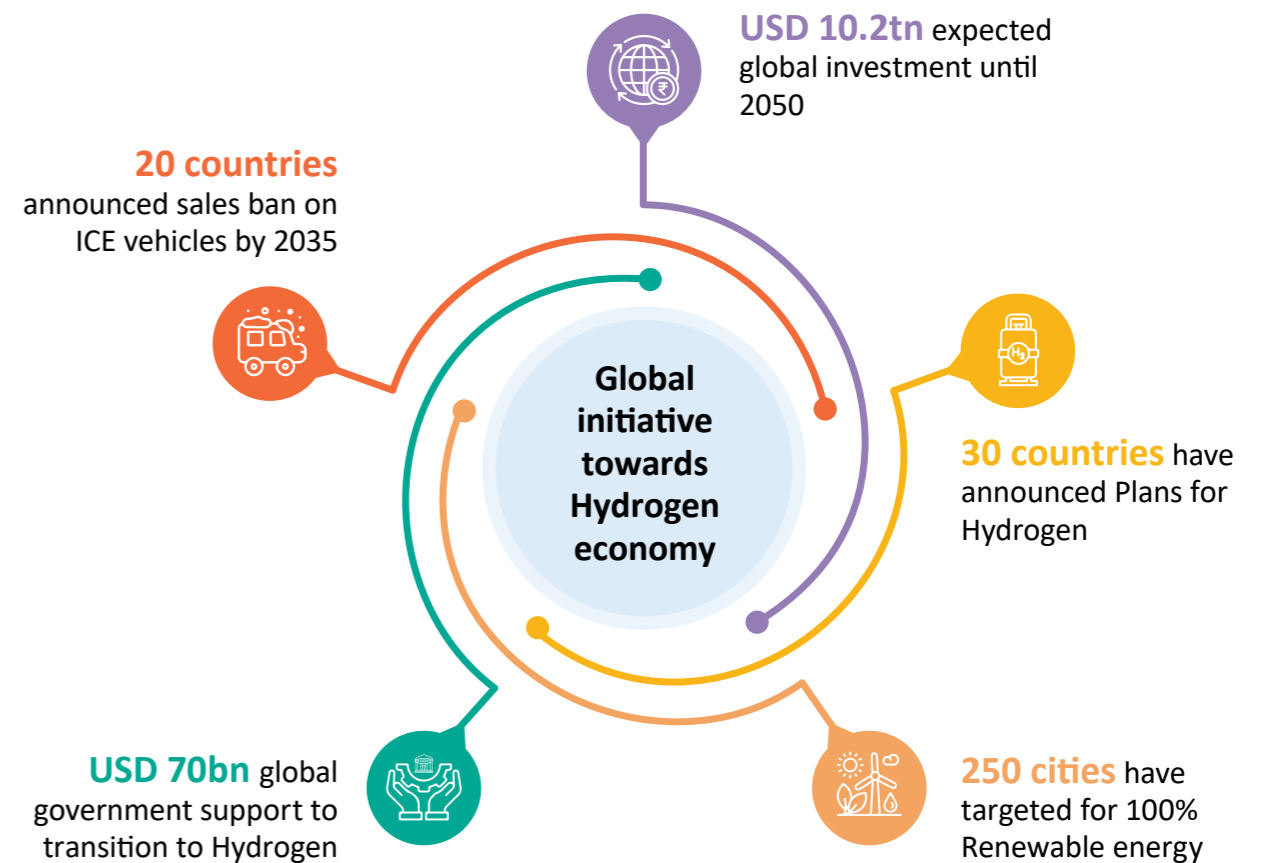 USD 10.2tn expected
global investment until
2050
20 countries
announced sales ban on
ICE vehicles by 2035
₹
H₂
Global
initiative
towards
Hydrogen
economy
30 countries have
announced Plans for
Hydrogen
USD 70bn global
government support to
transition to Hydrogen
250 cities have
targeted for 100%
Renewable energy